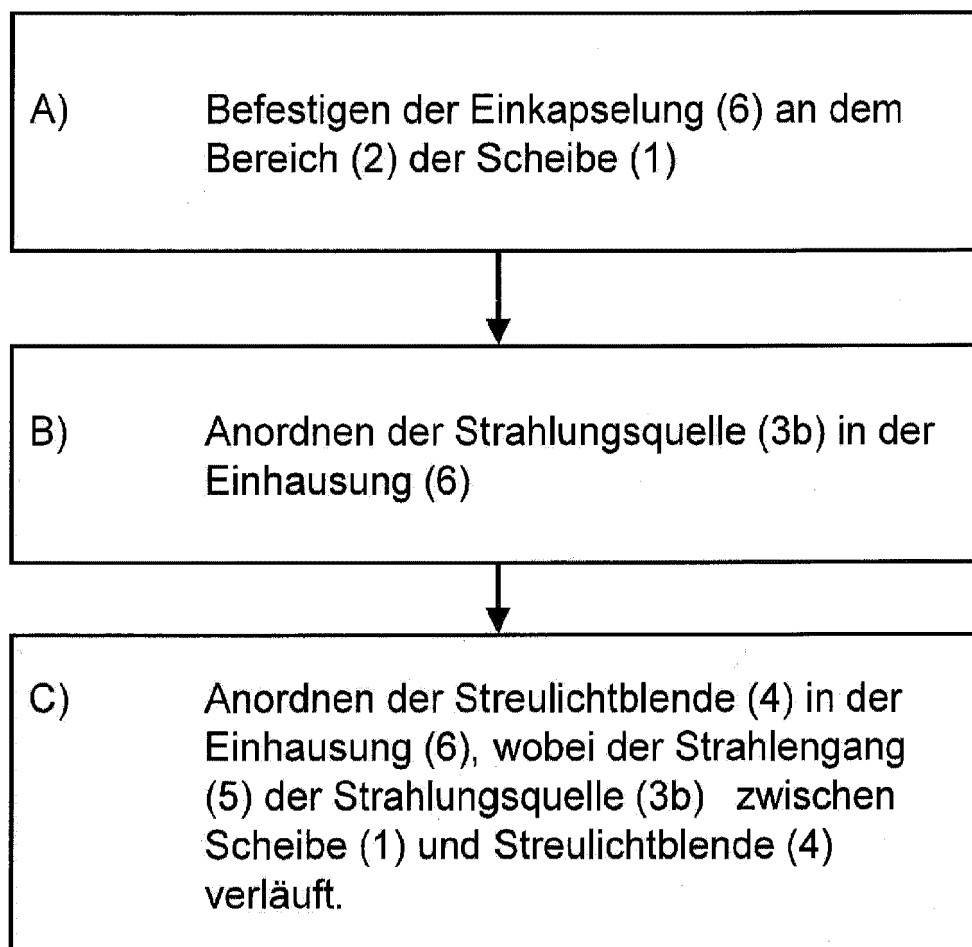 A) Befestigen der Einkapselung (6) an dem
Bereich (2) der Scheibe (1)
B) Anordnen der Strahlungsquelle (3b) in der
Einhausung (6)
C) Anordnen der Streulichtblende (4) in der
Einhausung (6), wobei der Strahlengang
(5) der Strahlungsquelle (3b) zwischen
Scheibe (1) und Streulichtblende (4)
verläuft.